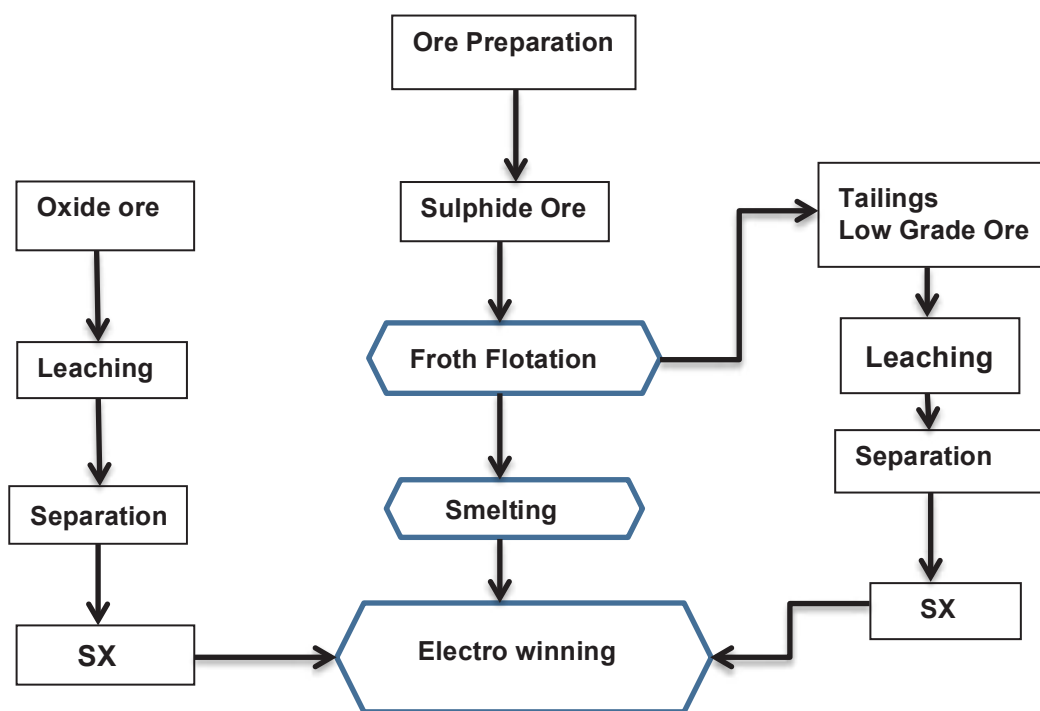 Ore Preparation
Oxide ore
Sulphide Ore
Tailings
Low Grade Ore
Leaching
Froth Flotation
Leaching
Separation
Smelting
Separation
SX
Electro winning
SX